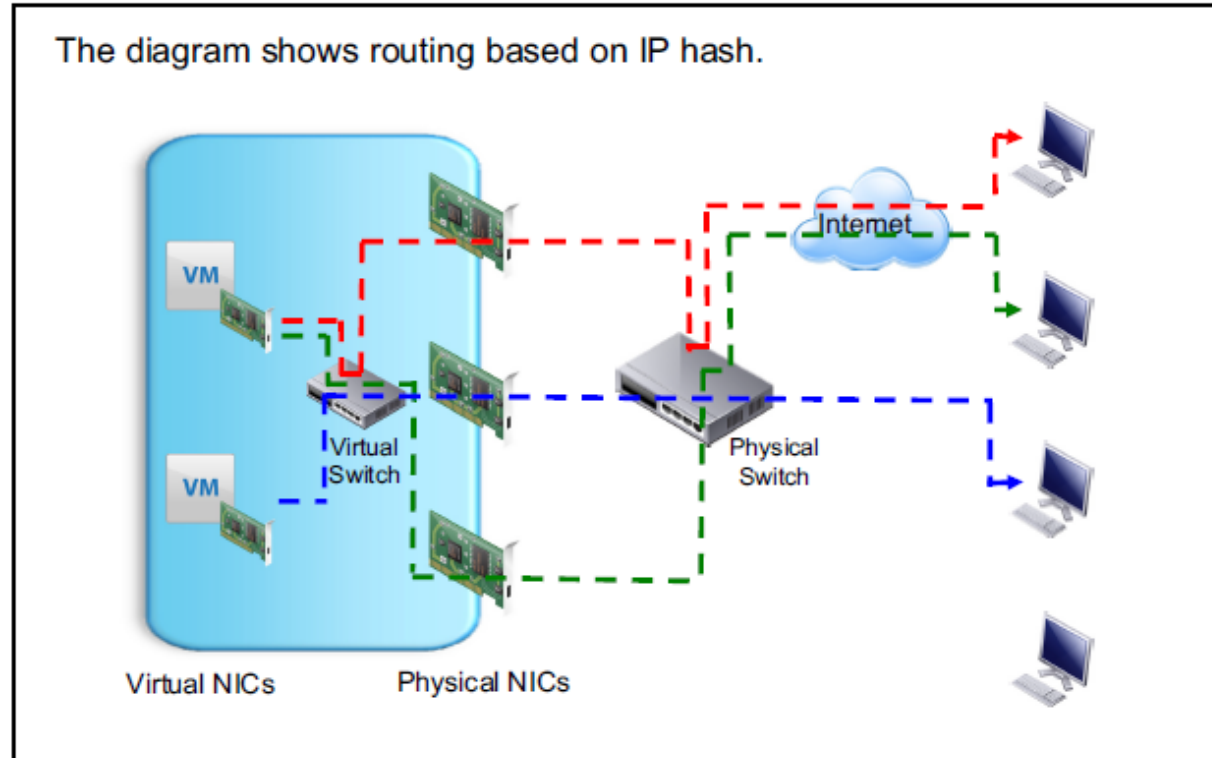 The diagram shows routing based on IP hash.
Internet
VM
Virtual
Switch
Physical
Switch
VM
Virtual NICs
Physical NICs